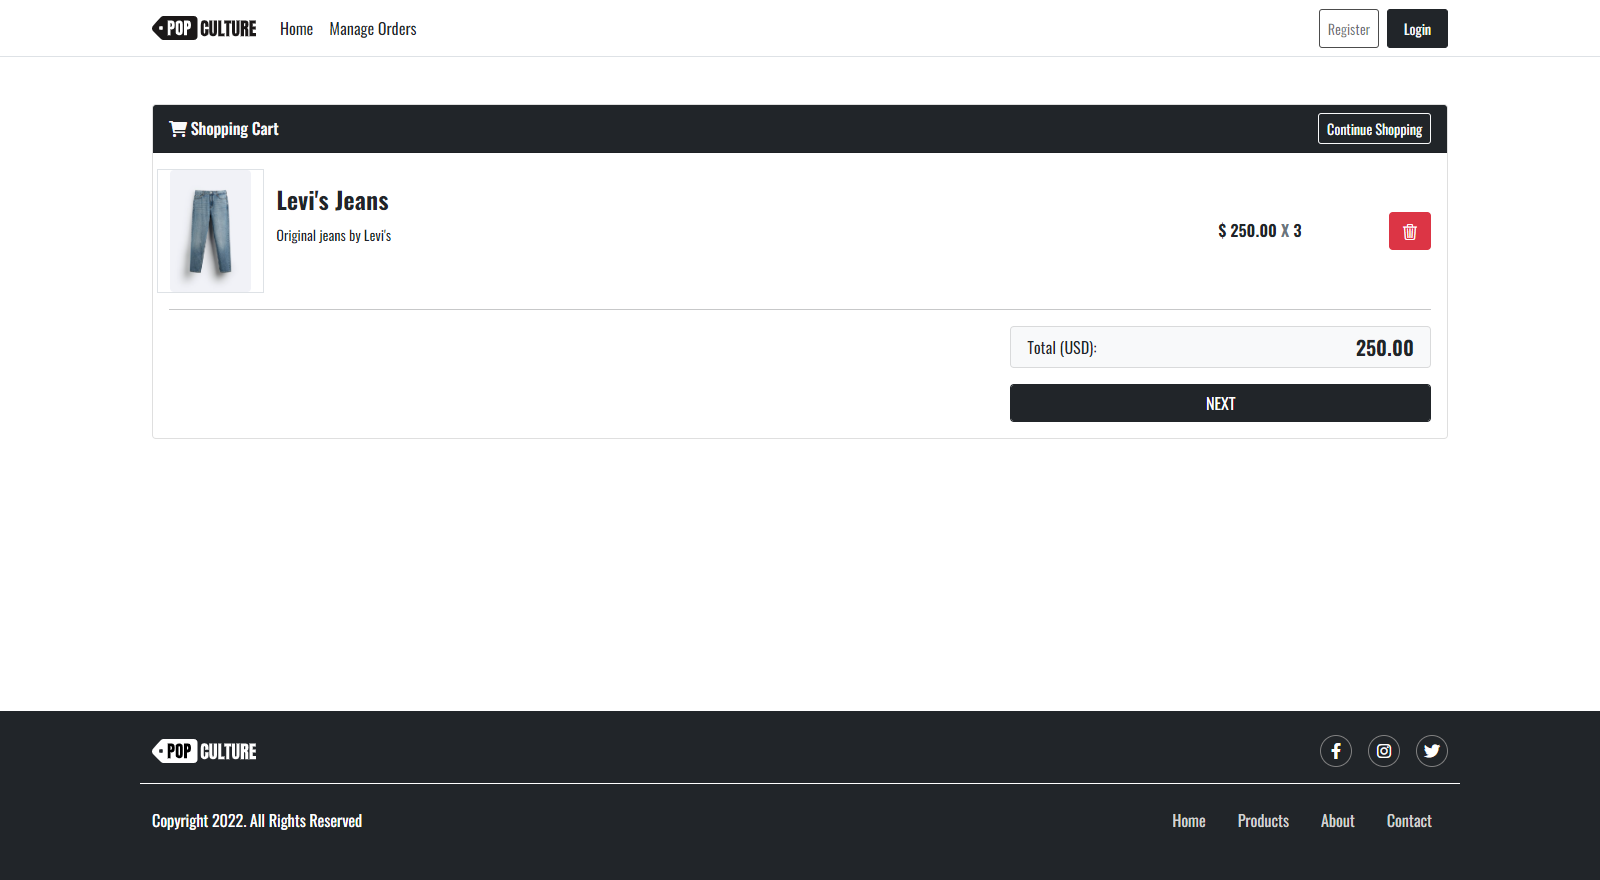 POP CULTURE Home Manage Orders Register Login
Shopping Cart Continue Shopping
Levi's Jeans
Original jeans by Levi's
$ 250.00 X 3
Total (USD): 250.00
NEXT
POP CULTURE
Copyright 2022. All Rights Reserved Home Products About Contact